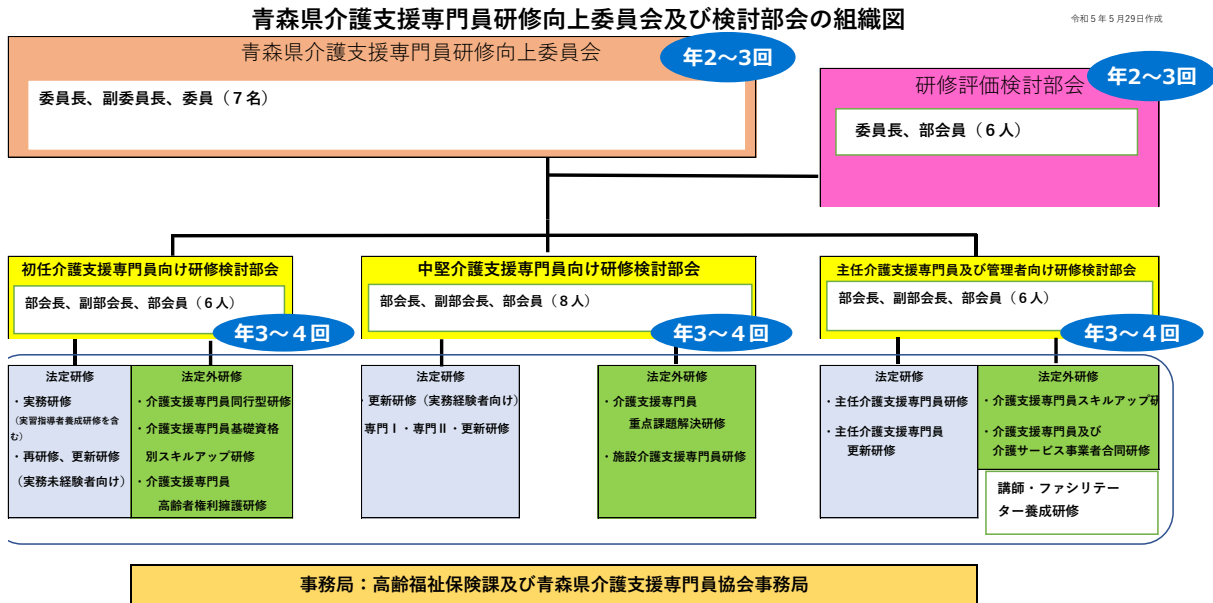 青森県介護支援専門員研修向上委員会及び検討部会の組織図
令和５年５月29日作成
青森県介護支援専門員研修向上委員会
年2～3回
委員長、副委員長、委員（７名）
研修評価検討部会
年2～3回
委員長、部会員（６人）
初任介護支援専門員向け研修検討部会
部会長、副部会長、部会員（６人）
年3～４回
中堅介護支援専門員向け研修検討部会
部会長、副部会長、部会員（８人）
年3～４回
主任介護支援専門員及び管理者向け研修検討部会
部会長、副部会長、部会員（６人）
年3～４回
法定研修
・実務研修
（実習指導者養成研修を含
む）
・再研修、更新研修
（実務未経験者向け）
法定外研修
・介護支援専門員同行型研修
・介護支援専門員基礎資格
別スキルアップ研修
・介護支援専門員
高齢者権利擁護研修
法定研修
・更新研修（実務経験者向け）
専門Ⅰ・専門Ⅱ・更新研修
法定外研修
・介護支援専門員
重点課題解決研修
・施設介護支援専門員研修
法定研修
・主任介護支援専門員研修
・主任介護支援専門員
更新研修
法定外研修
・介護支援専門員スキルアップ研
・介護支援専門員及び
介護サービス事業者合同研修
講師・ファシリテー
ター養成研修
事務局：高齢福祉保険課及び青森県介護支援専門員協会事務局